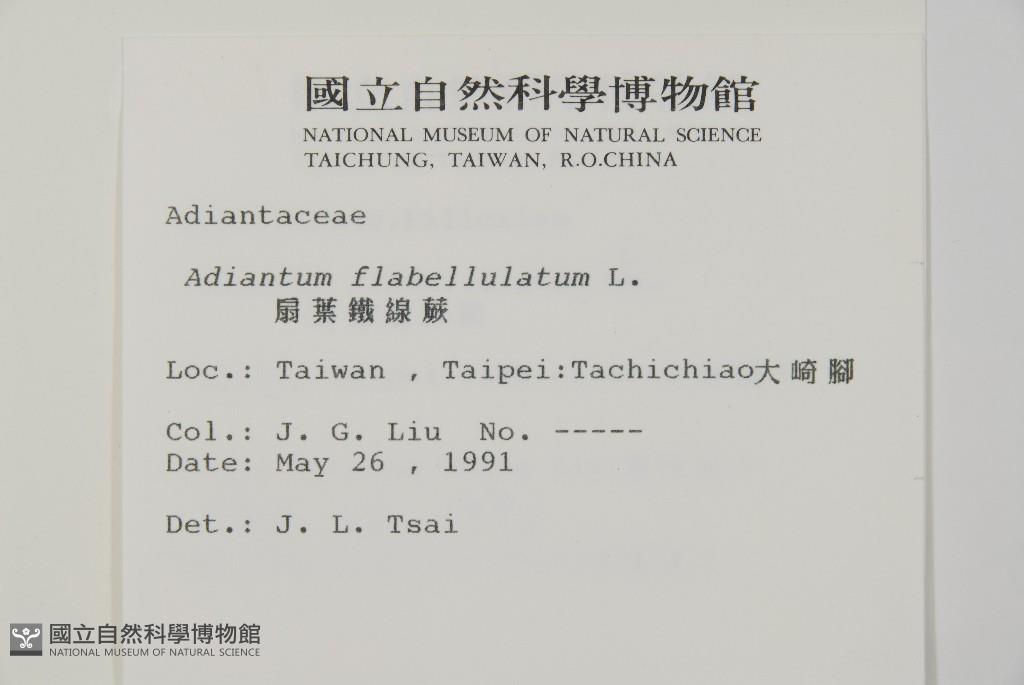 國立自然科學博物館
NATIONAL MUSEUM OF NATURAL SCIENCE
TAICHUNG, TAIWAN, R.O.CHINA
Adiantaceae
Adiantum flabellulatum L.
扇葉鐵線蕨
Loc.: Taiwan , Taipei:Tachichiao大崎腳
Col.: J. G. Liu No. -----
Date: May 26 , 1991
Det.: J. L. Tsai
國立自然科學博物館
NATIONAL MUSEUM OF NATURAL SCIENCE